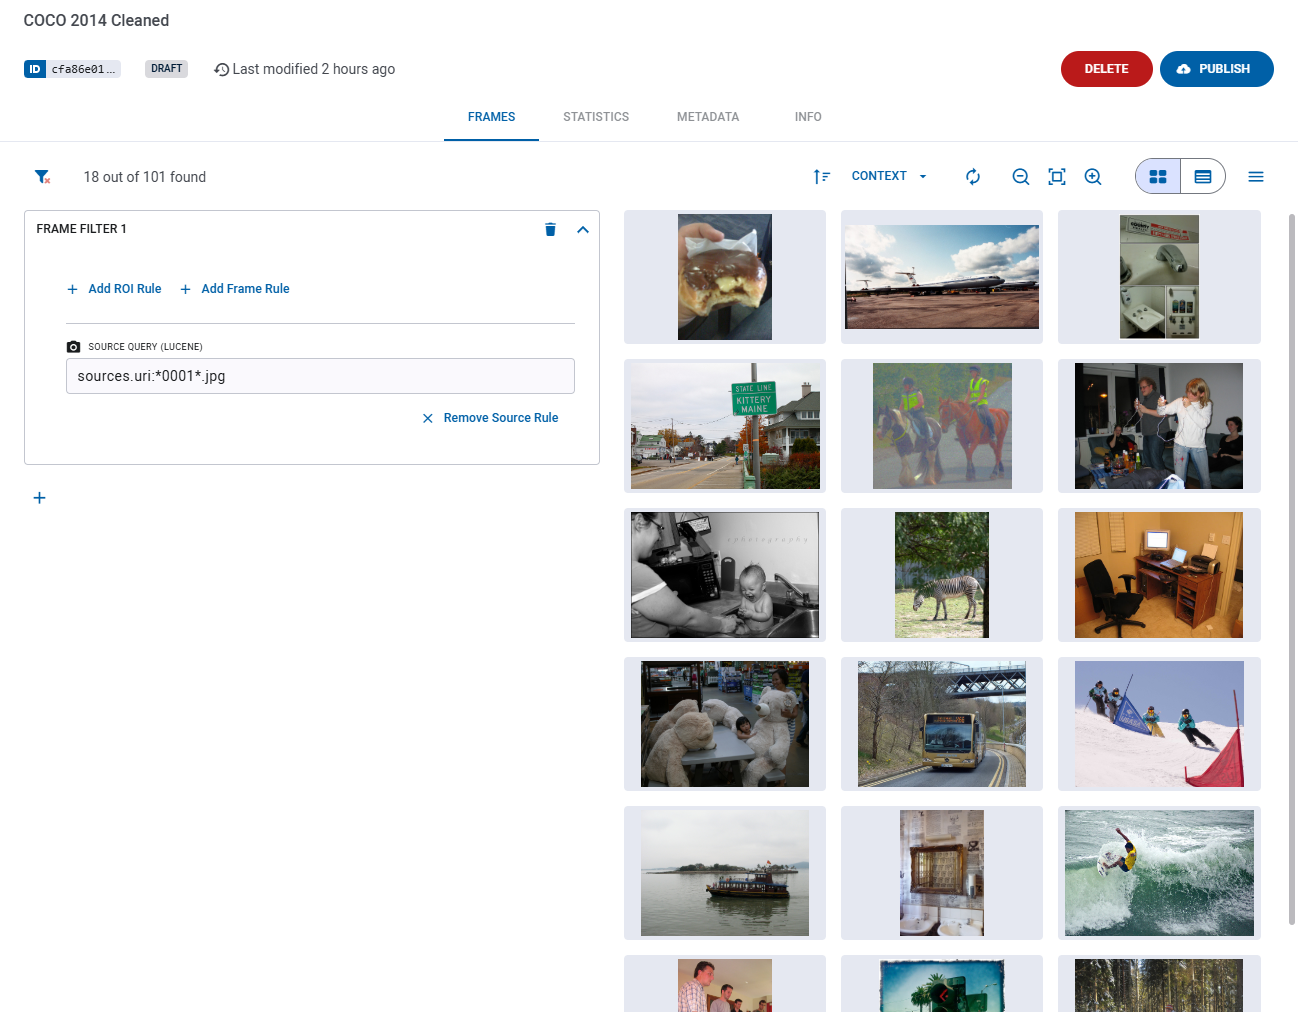 COCO 2014 Cleaned
ID cfa86e01...
DRAFT
Last modified 2 hours ago
DELETE
PUBLISH
FRAMES
STATISTICS
METADATA
INFO
18 out of 101 found
CONTEXT
FRAME FILTER 1
Add ROI Rule
Add Frame Rule
SOURCE QUERY (LUCENE)
sources.uri:*0001*.jpg
Remove Source Rule
STATE LINE
KITTERY
MAINE